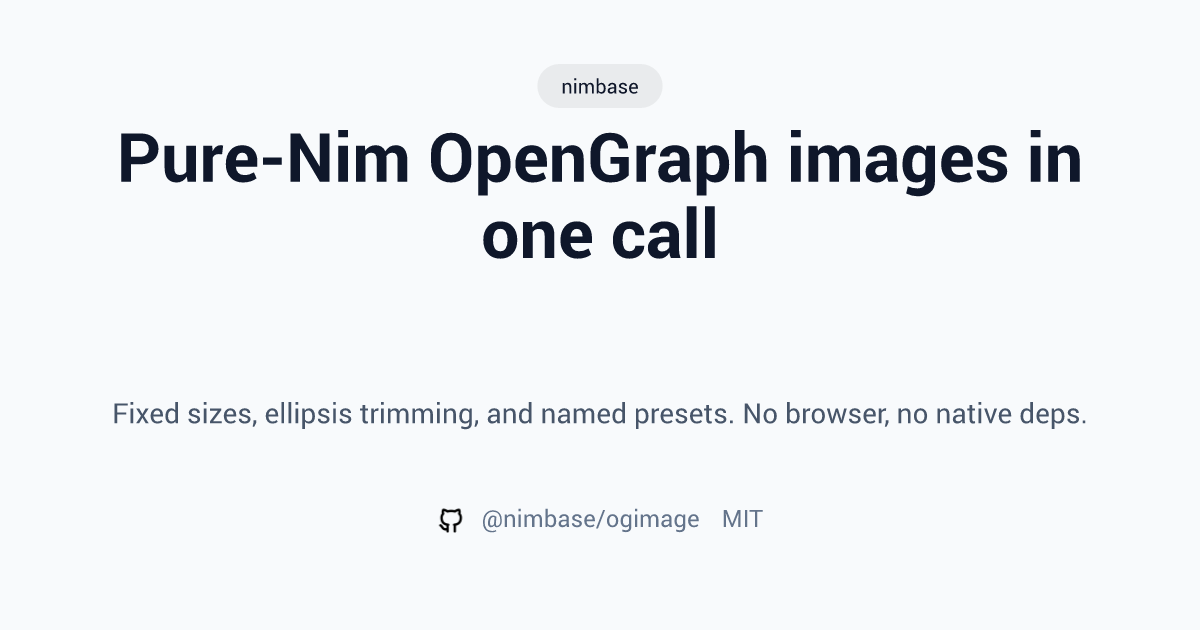 nimbase
Pure-Nim OpenGraph images in
one call
Fixed sizes, ellipsis trimming, and named presets. No browser, no native deps.
@nimbase/ogimage MIT